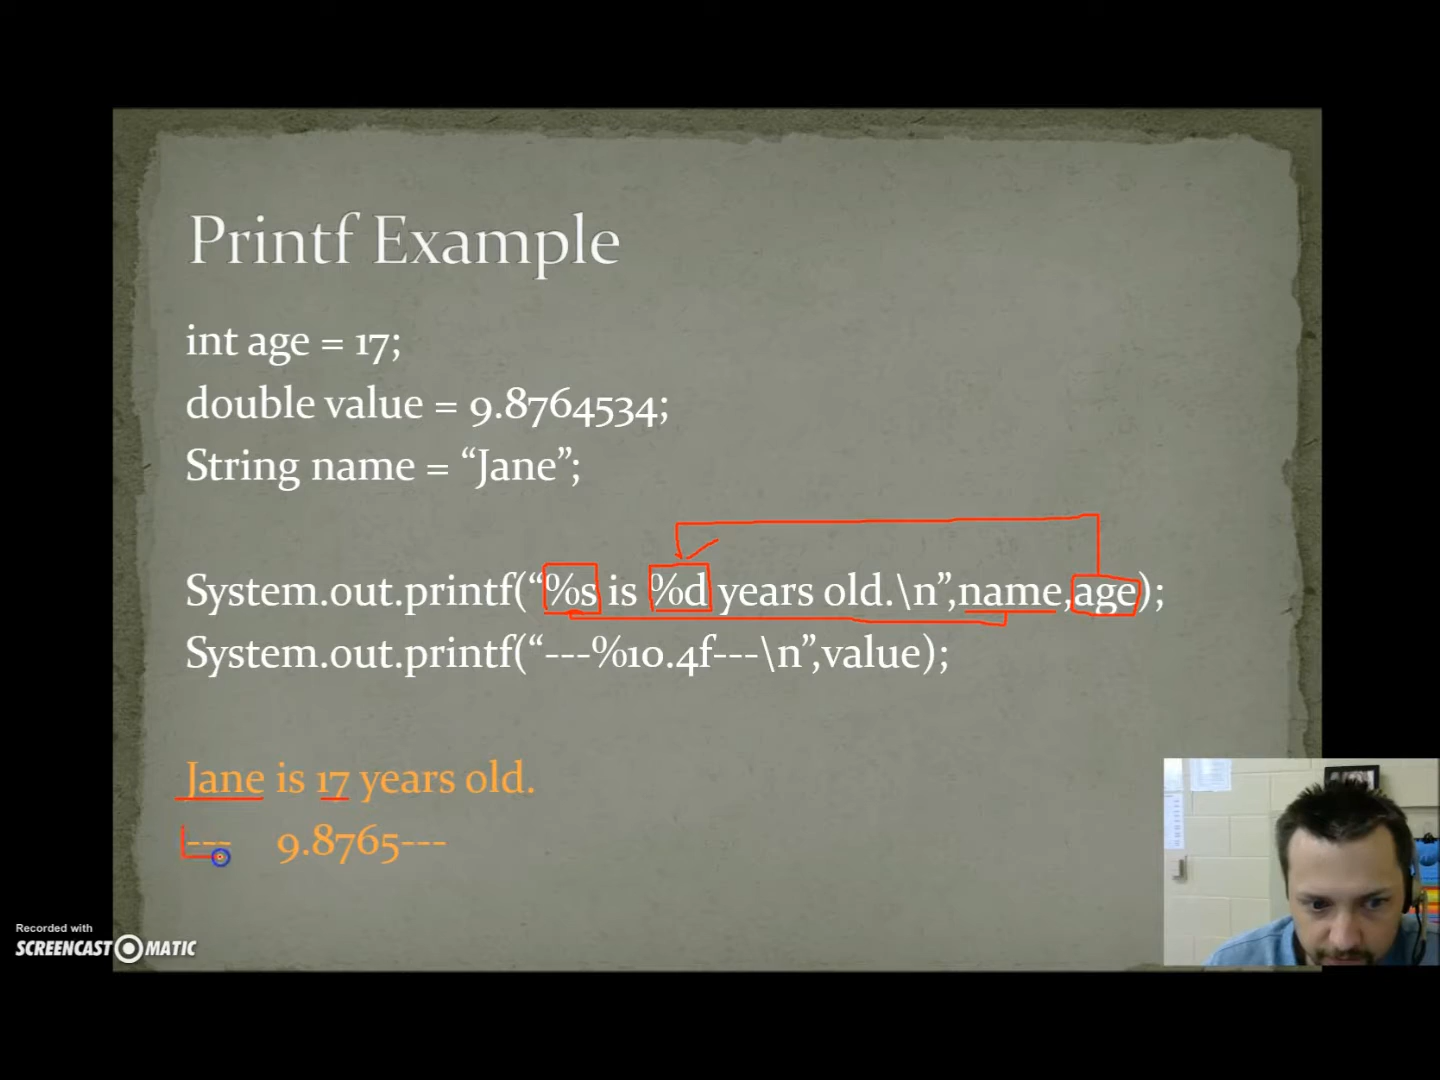 Printf Example
int age = 17;
double value = 9.8764534;
String name = “Jane”;
System.out.printf(“%s is %d years old.\n”,name,age);
System.out.printf(“---%10.4f---\n”,value);
Jane is 17 years old.
---    9.8765---
Recorded with
SCREENCAST-O-MATIC